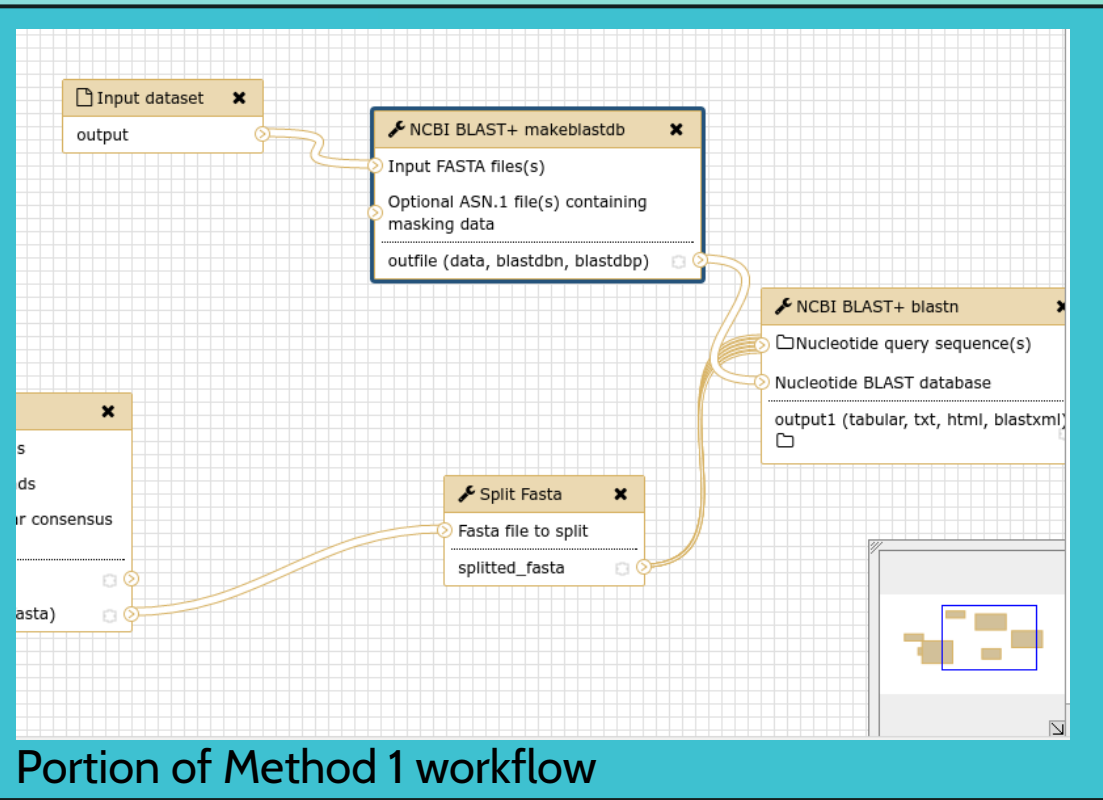 Input dataset
output
NCBI BLAST+ makeblastdb
Input FASTA files(s)
Optional ASN.1 file(s) containing
masking data
outfile (data, blastdbn, blastdbp)
NCBI BLAST+ blastn
Nucleotide query sequence(s)
Nucleotide BLAST database
output1 (tabular, txt, html, blastxml)
s
ds
ar consensus
asta)
Split Fasta
Fasta file to split
splitted_fasta
Portion of Method 1 workflow